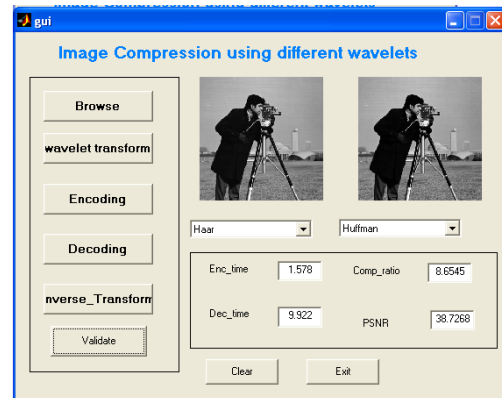 gui
Image Compression using different wavelets
Browse
wavelet transform
Encoding
Decoding
nverse_Transform
Validate
Haar
Huffman
Enc_time 1.578 Comp_ratio 8.6545
Dec_time 9.922 PSNR 38.7268
Clear Exit